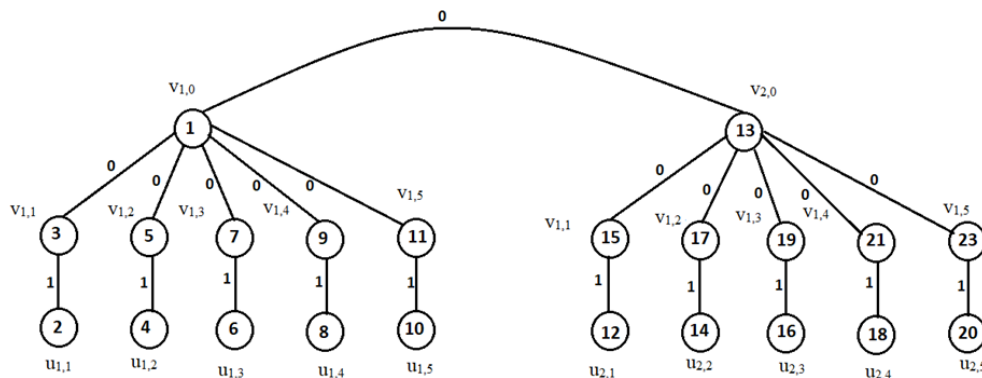 0
v1,0 v2,0
1 13
0 0 0 0 0 0 0 0 0 0
v1,1 v1,2 v1,3 v1,4 v1,5 v1,1 v1,2 v1,3 v1,4 v1,5
3 5 7 9 11 15 17 19 21 23
1 1 1 1 1 1 1 1 1 1
2 4 6 8 10 12 14 16 18 20
u1,1 u1,2 u1,3 u1,4 u1,5 u2,1 u2,2 u2,3 u2,4 u2,5